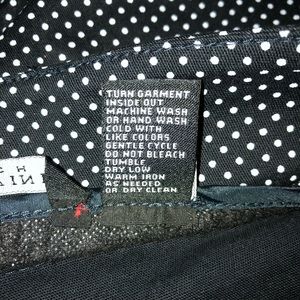 TURN GARMENT
INSIDE OUT
MACHINE WASH
OR HAND WASH
COLD WITH
LIKE COLORS
GENTLE CYCLE
DO NOT BLEACH
TUMBLE
DRY LOW
WARM IRON
AS NEEDED
OR DRY CLEAN